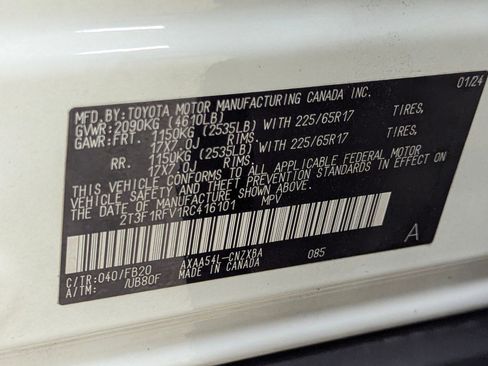 MFD.BY:TOYOTA MOTOR MANUFACTURING CANADA INC. 01/24
GVWR:2090KG (4610LB)
GAWR:FRT. 1150KG (2535LB) WITH 225/65R17 TIRES,
17X7.0J RIMS,
RR. 1150KG (2535LB) WITH 225/65R17 TIRES,
17X7.0J RIMS.
THIS VEHICLE CONFORMS TO ALL APPLICABLE FEDERAL MOTOR
VEHICLE SAFETY AND THEFT PREVENTION STANDARDS IN EFFECT ON
THE DATE OF MANUFACTURE SHOWN ABOVE.
2T3F1RFV1RC416101 MPV
C/TR:040/FB20 AXAA54L-CNZXBA 085 A
A/TM: /UB80F MADE IN CANADA